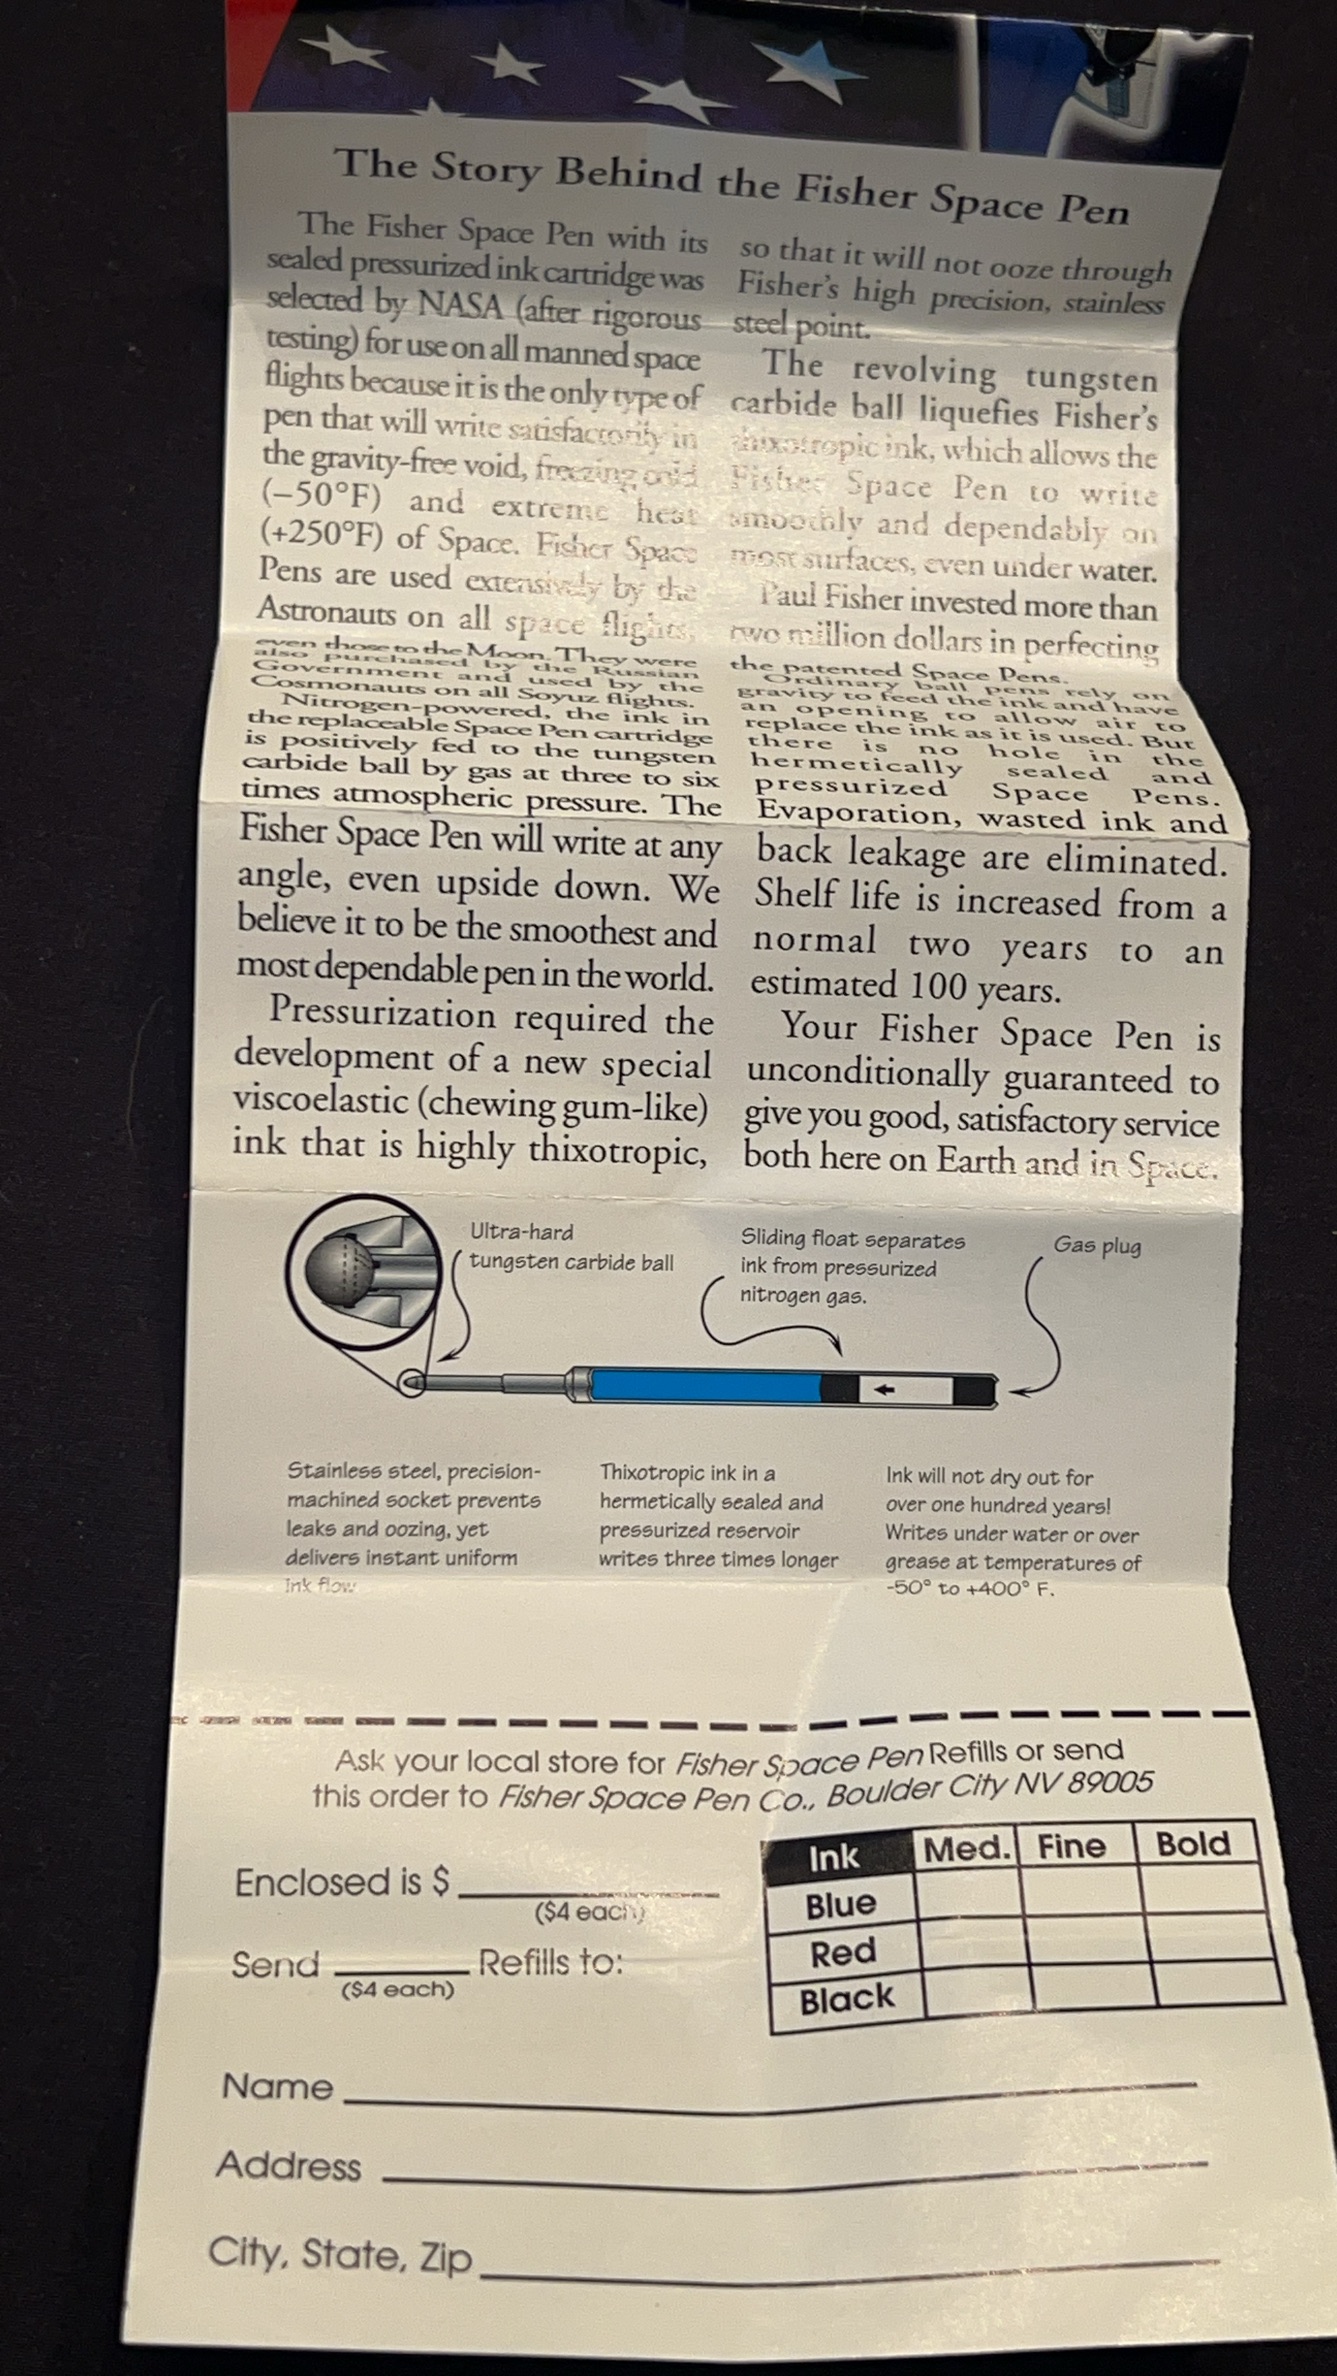 The Story Behind the Fisher Space Pen
The Fisher Space Pen with its
sealed pressurized ink cartridge was
selected by NASA (after rigorous
testing) for use on all manned space
flights because it is the only type of
pen that will write satisfactorily in
the gravity-free void, freezing cold
(–50°F) and extreme heat
(+250°F) of Space. Fisher Space
Pens are used extensively by the
Astronauts on all space flights,
even those to the Moon. They were
also purchased by the Russian
Government and used by the
Cosmonauts on all Soyuz flights.
Nitrogen-powered, the ink in
the replaceable Space Pen cartridge
is positively fed to the tungsten
carbide ball by gas at three to six
times atmospheric pressure. The
Fisher Space Pen will write at any
angle, even upside down. We
believe it to be the smoothest and
most dependable pen in the world.
Pressurization required the
development of a new special
viscoelastic (chewing gum-like)
ink that is highly thixotropic,
so that it will not ooze through
Fisher's high precision, stainless
steel point.
The revolving tungsten
carbide ball liquefies Fisher's
thixotropic ink, which allows the
Fisher Space Pen to write
smoothly and dependably on
most surfaces, even under water.
Paul Fisher invested more than
two million dollars in perfecting
the patented Space Pens.
Ordinary ball pens rely on
gravity to feed the ink and have
an opening to allow air to
replace the ink as it is used. But
there is no hole in the
hermetically sealed and
pressurized Space Pens.
Evaporation, wasted ink and
back leakage are eliminated.
Shelf life is increased from a
normal two years to an
estimated 100 years.
Your Fisher Space Pen is
unconditionally guaranteed to
give you good, satisfactory service
both here on Earth and in Space.
Ultra-hard
tungsten carbide ball
Sliding float separates
ink from pressurized
nitrogen gas.
Gas plug
Stainless steel, precision-
machined socket prevents
leaks and oozing, yet
delivers instant uniform
ink flow
Thixotropic ink in a
hermetically sealed and
pressurized reservoir
writes three times longer
Ink will not dry out for
over one hundred years!
Writes under water or over
grease at temperatures of
-50° to +400° F.
Ask your local store for Fisher Space Pen Refills or send
this order to Fisher Space Pen Co., Boulder City NV 89005
Enclosed is $
($4 each)
Send Refills to:
($4 each)
Ink Med. Fine Bold
Blue
Red
Black
Name
Address
City, State, Zip